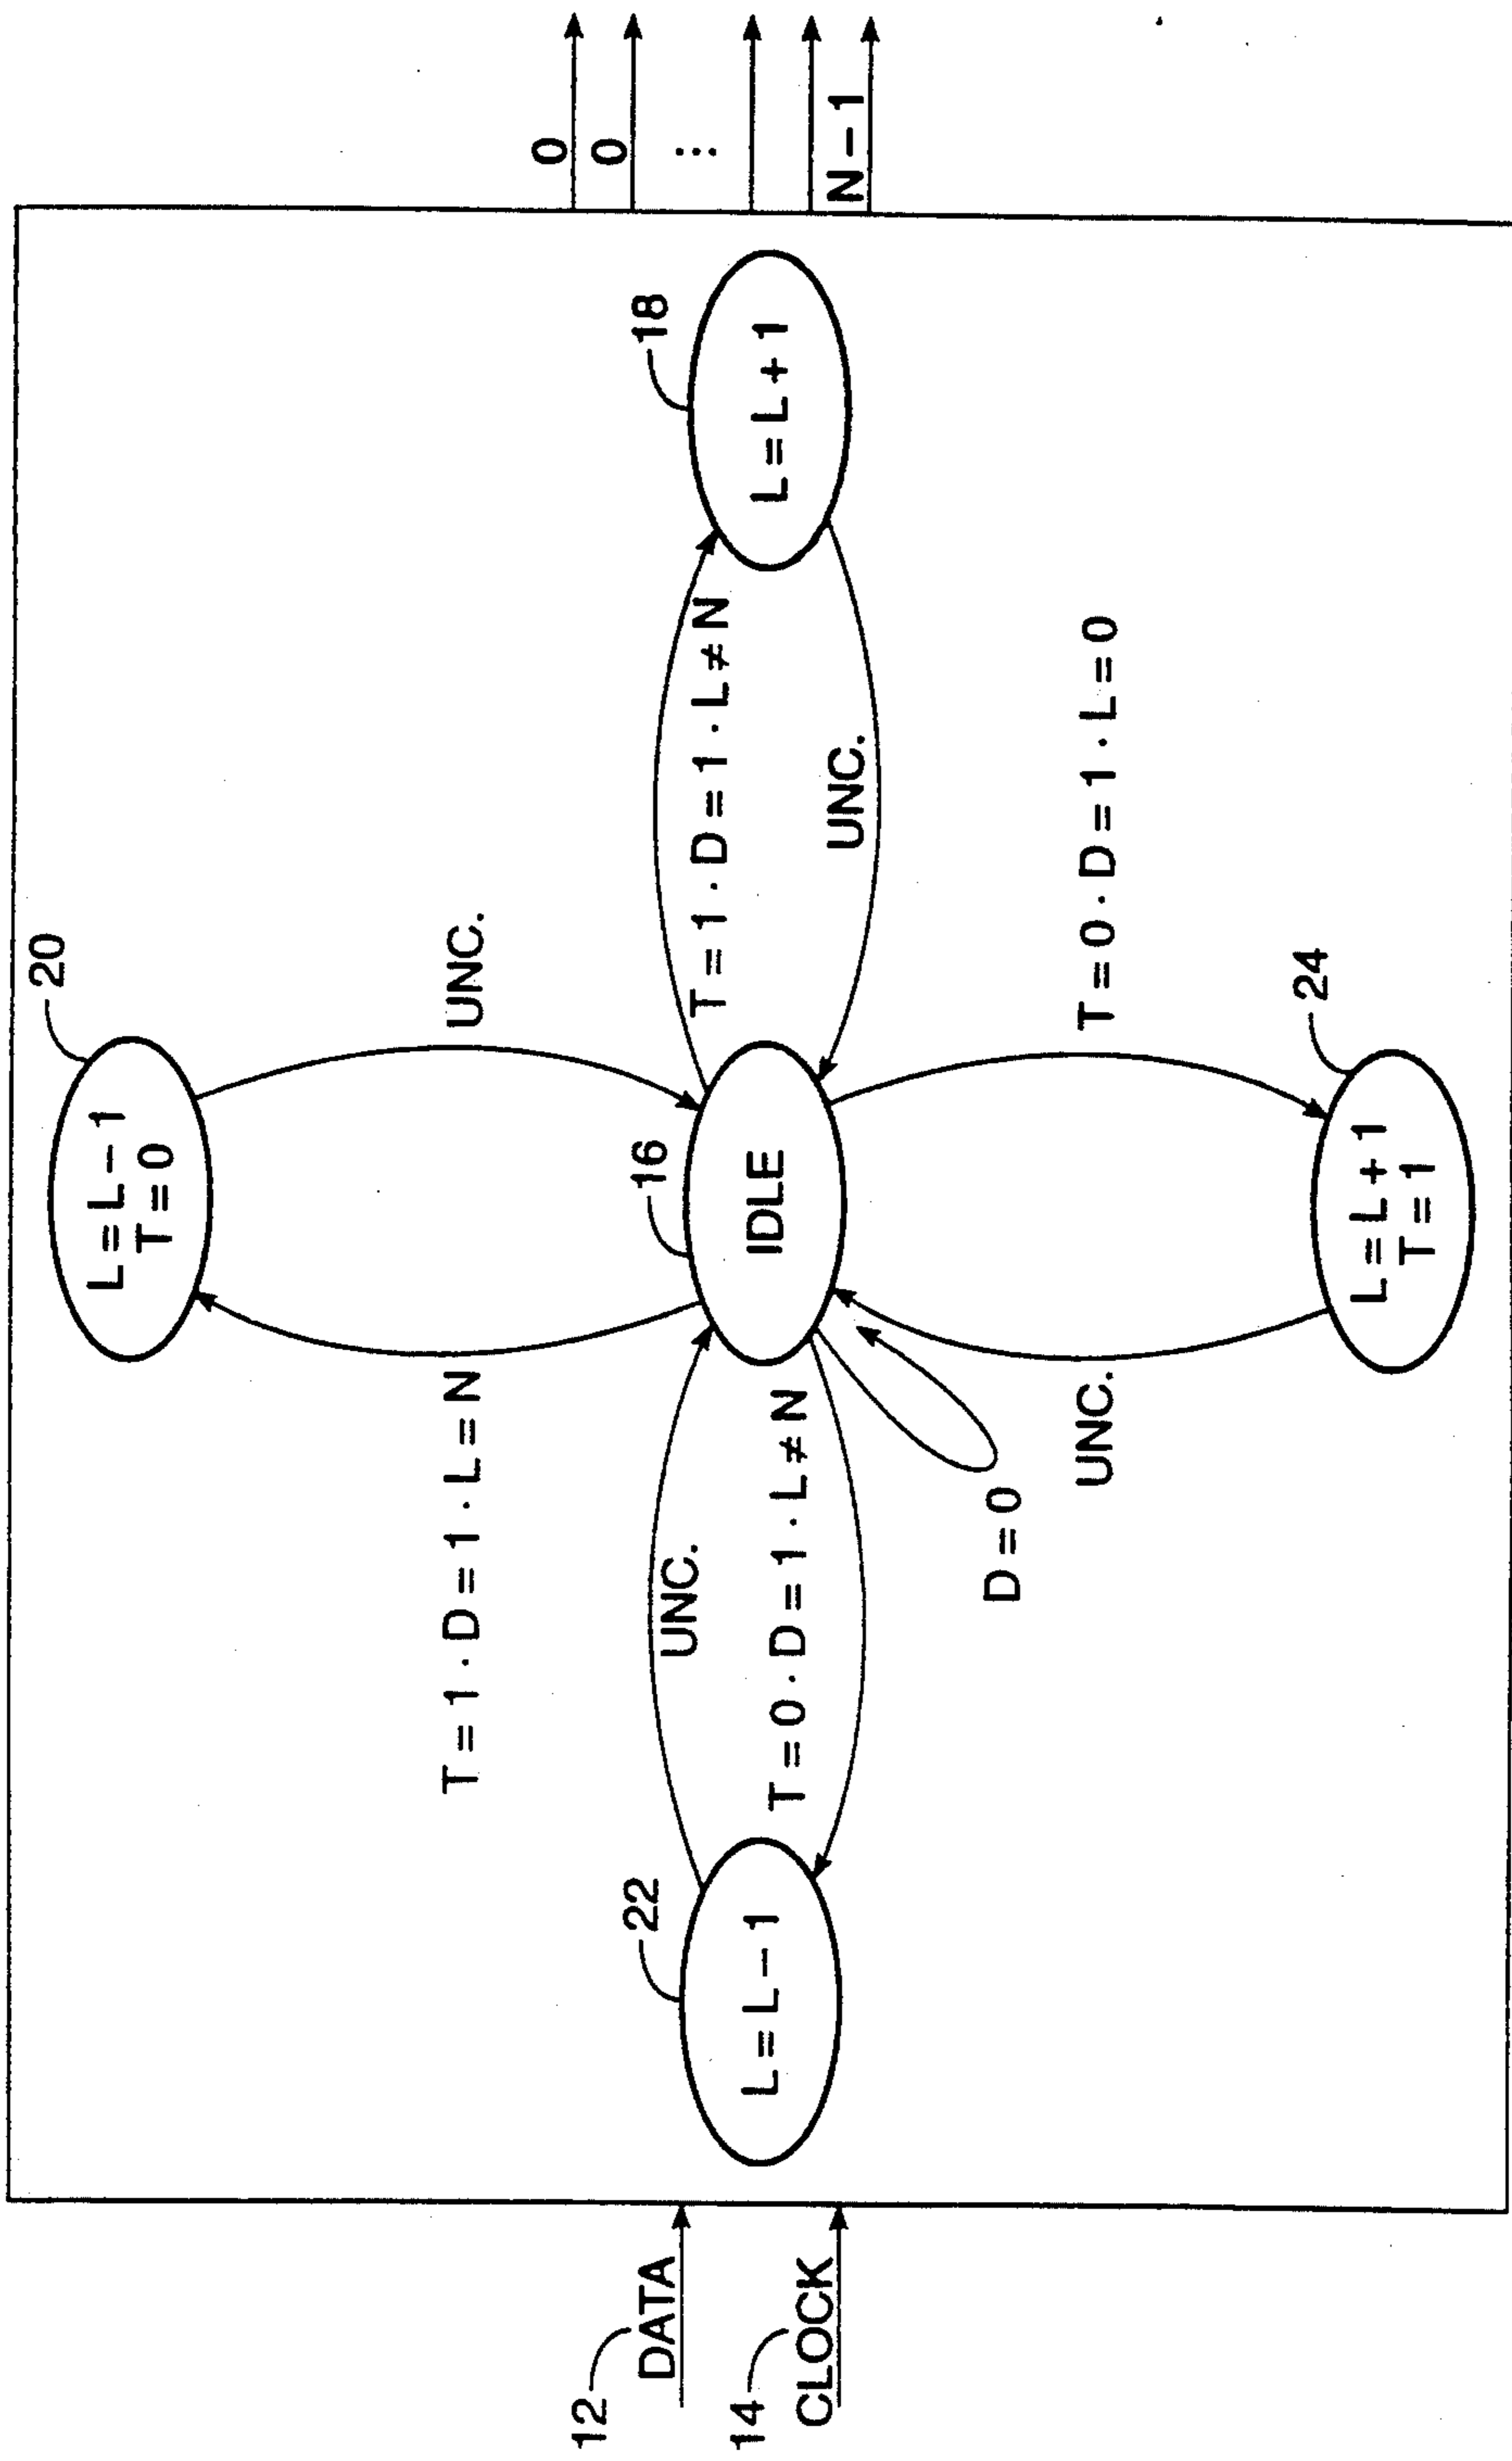 20
L=L-1
T=0
T=1·D=1·L=N
UNC.
0
0
⋮
N-1
12
DATA
14
CLOCK
22
L=L-1
UNC.
T=0·D=1·L≠N
16
IDLE
T=1·D=1·L≠N
UNC.
18
L=L+1
D=0
UNC.
T=0·D=1·L=0
24
L=L+1
T=1